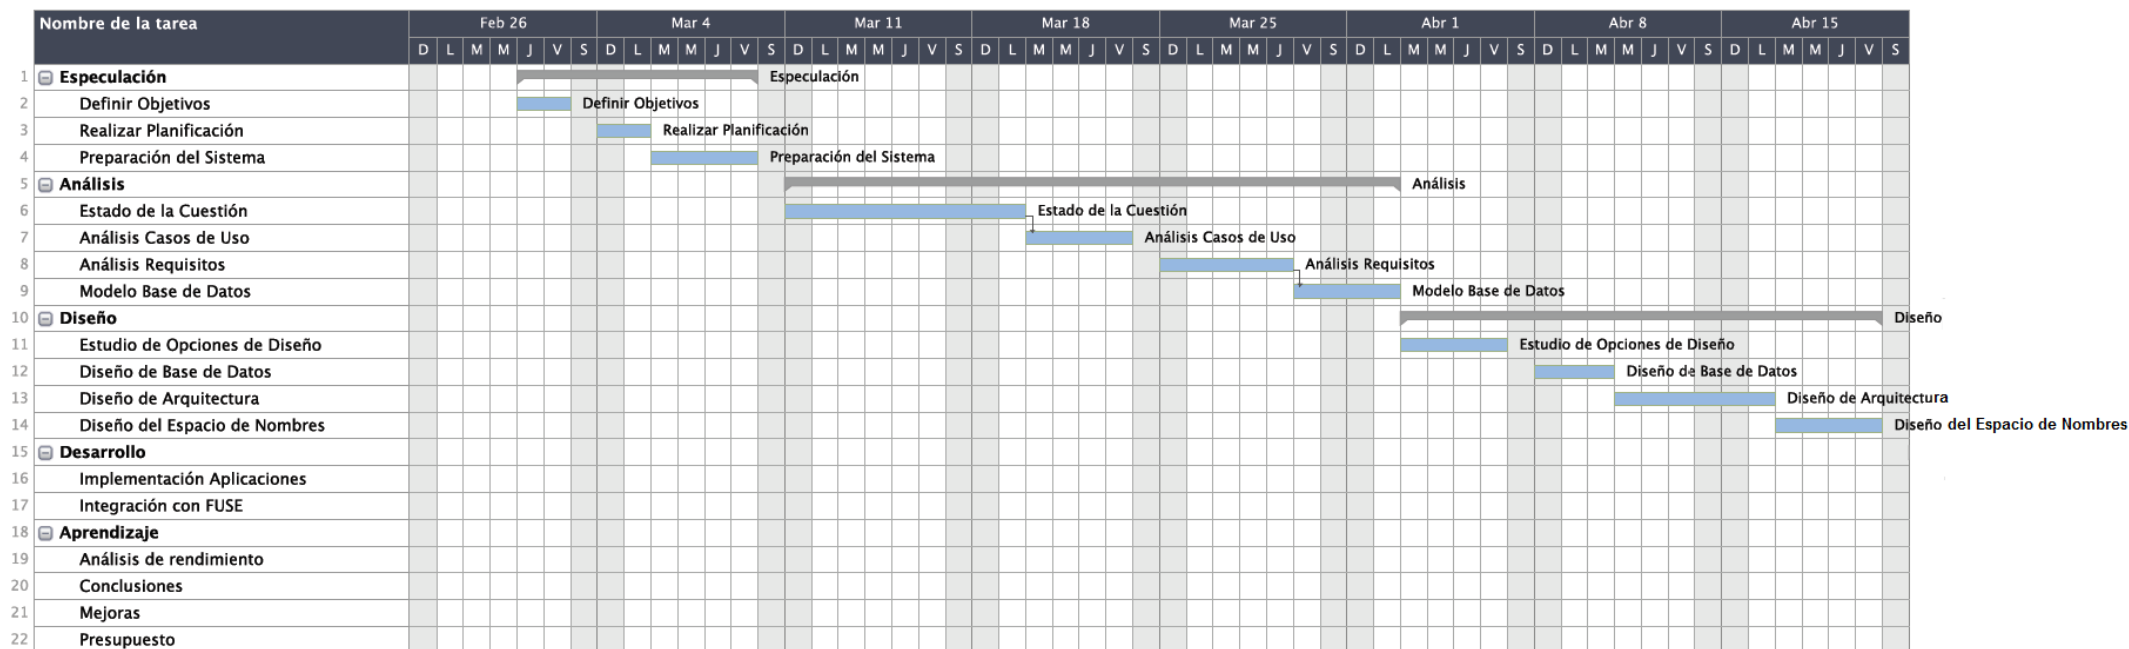 Nombre de la tarea Feb 26 Mar 4 Mar 11 Mar 18 Mar 25 Abr 1 Abr 8 Abr 15
D L M M J V S D L M M J V S D L M M J V S D L M M J V S D L M M J V S D L M M J V S D L M M J V S D L M M J V S
1 Especulación Especulación
2 Definir Objetivos Definir Objetivos
3 Realizar Planificación Realizar Planificación
4 Preparación del Sistema Preparación del Sistema
5 Análisis Análisis
6 Estado de la Cuestión Estado de la Cuestión
7 Análisis Casos de Uso Análisis Casos de Uso
8 Análisis Requisitos Análisis Requisitos
9 Modelo Base de Datos Modelo Base de Datos
10 Diseño Diseño
11 Estudio de Opciones de Diseño Estudio de Opciones de Diseño
12 Diseño de Base de Datos Diseño de Base de Datos
13 Diseño de Arquitectura Diseño de Arquitectura
14 Diseño del Espacio de Nombres Diseño del Espacio de Nombres
15 Desarrollo
16 Implementación Aplicaciones
17 Integración con FUSE
18 Aprendizaje
19 Análisis de rendimiento
20 Conclusiones
21 Mejoras
22 Presupuesto